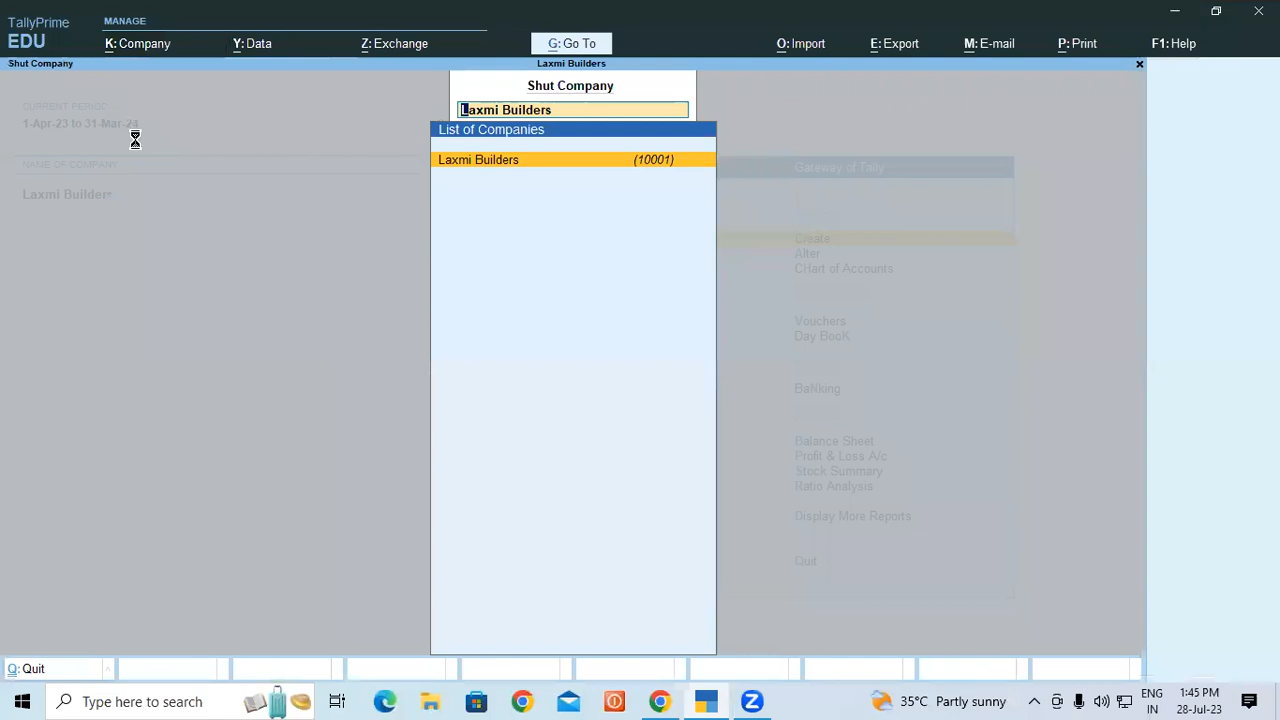 TallyPrime
EDU
MANAGE
K: Company
Y: Data
Z: Exchange
G: Go To
O: Import
E: Export
M: Email
P: Print
F1: Help
Shut Company
Laxmi Builders
Shut Company
Laxmi Builders
List of Companies
Laxmi Builders (10001)
CURRENT PERIOD
1-Apr-23 to 31-Mar-24
NAME OF COMPANY
Laxmi Builders
Gateway of Tally
Create
Alter
CHart of Accounts
Vouchers
Day BooK
BaNking
Balance Sheet
Profit & Loss A/c
Stock Summary
Ratio Analysis
Display More Reports
Quit
Q: Quit
Type here to search
35°C Partly sunny
ENG
IN
1:45 PM
28-Jul-23